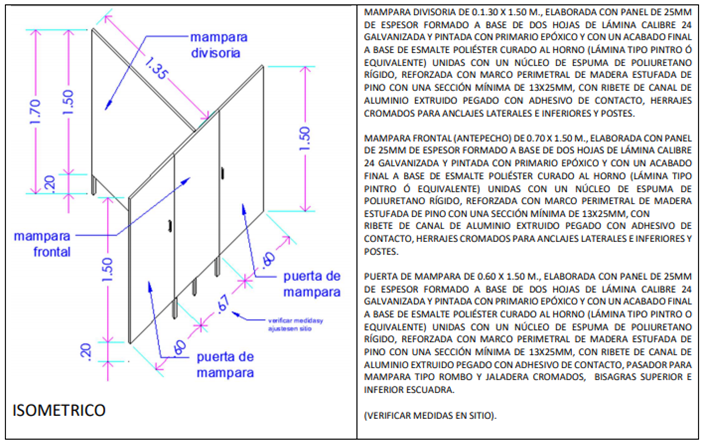 mampara
divisoria
1.35
1.70
1.50
1.50
.20
mampara
frontal
1.50
.60
puerta de
mampara
.67
verificar medidas y
ajustes en sitio
.60
puerta de
mampara
.20
ISOMETRICO
MAMPARA DIVISORIA DE 0.1.30 X 1.50 M., ELABORADA CON PANEL DE 25MM
DE ESPESOR FORMADO A BASE DE DOS HOJAS DE LÁMINA CALIBRE 24
GALVANIZADA Y PINTADA CON PRIMARIO EPÓXICO Y CON UN ACABADO FINAL
A BASE DE ESMALTE POLIÉSTER CURADO AL HORNO (LÁMINA TIPO PINTRO Ó
EQUIVALENTE) UNIDAS CON UN NÚCLEO DE ESPUMA DE POLIURETANO
RÍGIDO, REFORZADA CON MARCO PERIMETRAL DE MADERA ESTUFADA DE
PINO CON UNA SECCIÓN MÍNIMA DE 13X25MM, CON RIBETE DE CANAL DE
ALUMINIO EXTRUIDO PEGADO CON ADHESIVO DE CONTACTO, HERRAJES
CROMADOS PARA ANCLAJES LATERALES E INFERIORES Y POSTES.
MAMPARA FRONTAL (ANTEPECHO) DE 0.70 X 1.50 M., ELABORADA CON PANEL
DE 25MM DE ESPESOR FORMADO A BASE DE DOS HOJAS DE LÁMINA CALIBRE
24 GALVANIZADA Y PINTADA CON PRIMARIO EPÓXICO Y CON UN ACABADO
FINAL A BASE DE ESMALTE POLIÉSTER CURADO AL HORNO (LÁMINA TIPO
PINTRO Ó EQUIVALENTE) UNIDAS CON UN NÚCLEO DE ESPUMA DE
POLIURETANO RÍGIDO, REFORZADA CON MARCO PERIMETRAL DE MADERA
ESTUFADA DE PINO CON UNA SECCIÓN MÍNIMA DE 13X25MM, CON
RIBETE DE CANAL DE ALUMINIO EXTRUIDO PEGADO CON ADHESIVO DE
CONTACTO, HERRAJES CROMADOS PARA ANCLAJES LATERALES E INFERIORES Y
POSTES.
PUERTA DE MAMPARA DE 0.60 X 1.50 M., ELABORADA CON PANEL DE 25MM
DE ESPESOR FORMADO A BASE DE DOS HOJAS DE LÁMINA CALIBRE 24
GALVANIZADA Y PINTADA CON PRIMARIO EPÓXICO Y CON UN ACABADO FINAL
A BASE DE ESMALTE POLIÉSTER CURADO AL HORNO (LÁMINA TIPO PINTRO O
EQUIVALENTE) UNIDAS CON UN NÚCLEO DE ESPUMA DE POLIURETANO
RÍGIDO, REFORZADA CON MARCO PERIMETRAL DE MADERA ESTUFADA DE
PINO CON UNA SECCIÓN MÍNIMA DE 13X25MM, CON RIBETE DE CANAL DE
ALUMINIO EXTRUIDO PEGADO CON ADHESIVO DE CONTACTO, PASADOR PARA
MAMPARA TIPO ROMBO Y JALADERA CROMADOS, BISAGRAS SUPERIOR E
INFERIOR ESCUADRA.
(VERIFICAR MEDIDAS EN SITIO).